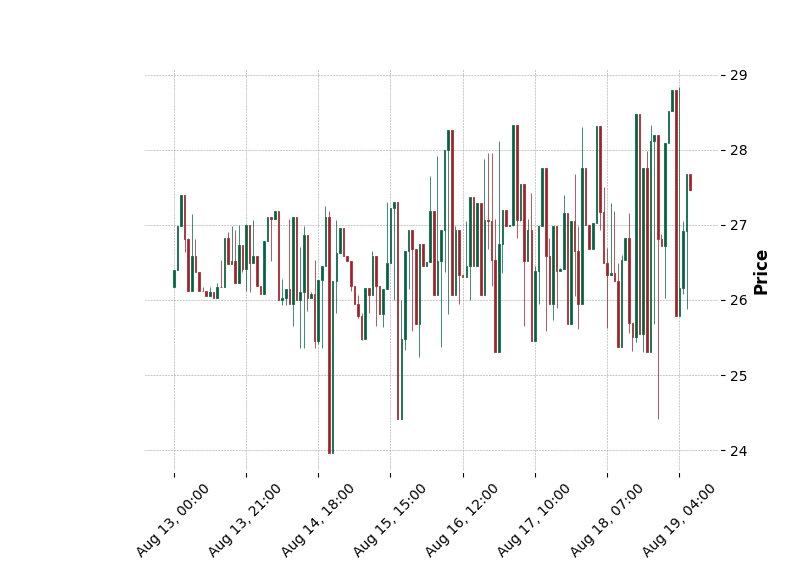 29
28
27
26
25
24
Price
Aug 13, 00:00
Aug 13, 21:00
Aug 14, 18:00
Aug 15, 15:00
Aug 16, 12:00
Aug 17, 10:00
Aug 18, 07:00
Aug 19, 04:00